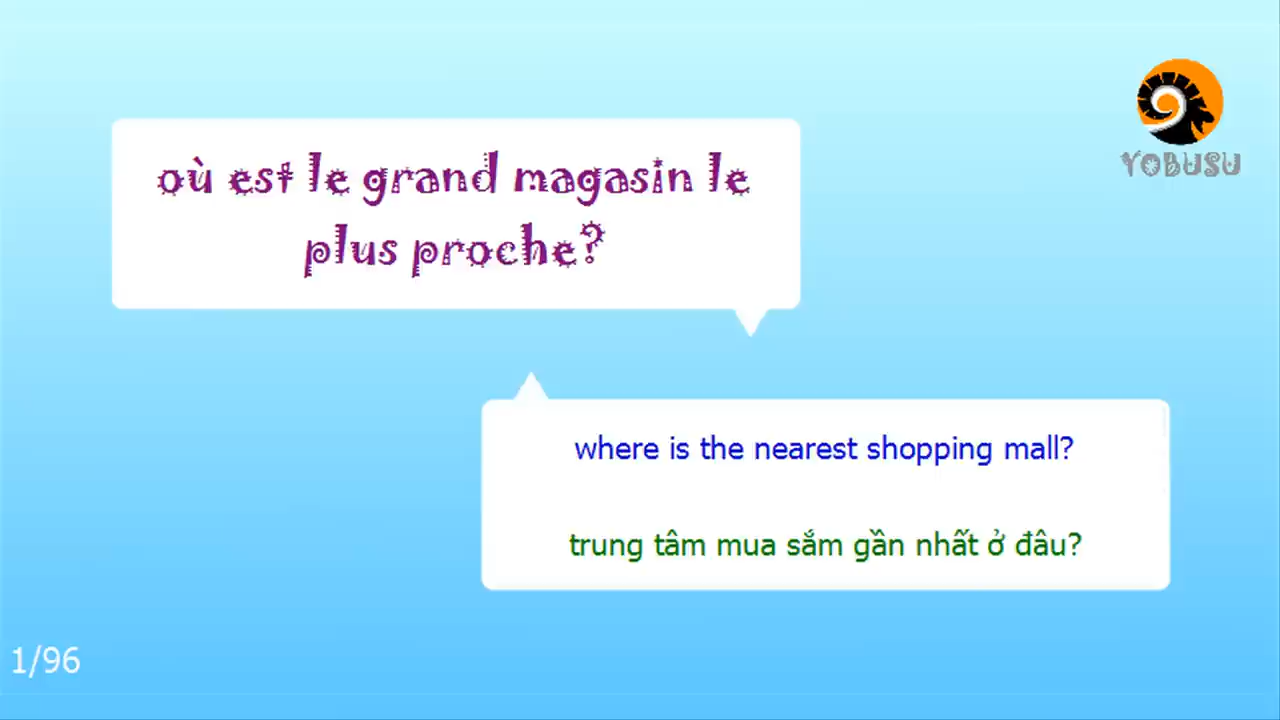 YOBUSU
où est le grand magasin le
plus proche?
where is the nearest shopping mall?
trung tâm mua sắm gần nhất ở đâu?
1/96